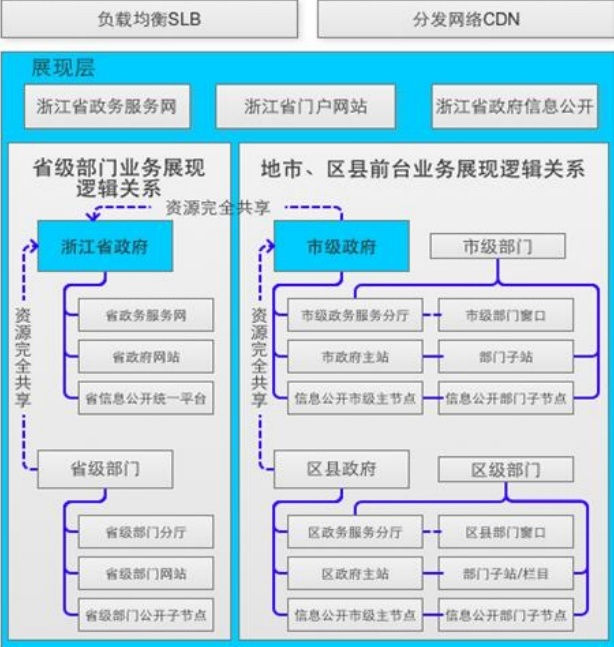 负载均衡SLB
分发网络CDN
展现层
浙江省政务服务网
浙江省门户网站
浙江省政府信息公开
省级部门业务展现
逻辑关系
地市、区县前台业务展现逻辑关系
资源完全共享
浙江省政府
市级政府
市级部门
资源完全共享
省政务服务网
省政府网站
省信息公开统一平台
资源完全共享
市级政务服务分厅
市级部门窗口
市政府主站
部门子站
信息公开市级主节点
信息公开部门子节点
省级部门
区县政府
区级部门
省级部门分厅
省级部门网站
省级部门公开子节点
区政务服务分厅
区县部门窗口
区政府主站
部门子站/栏目
信息公开市级主节点
信息公开部门子节点